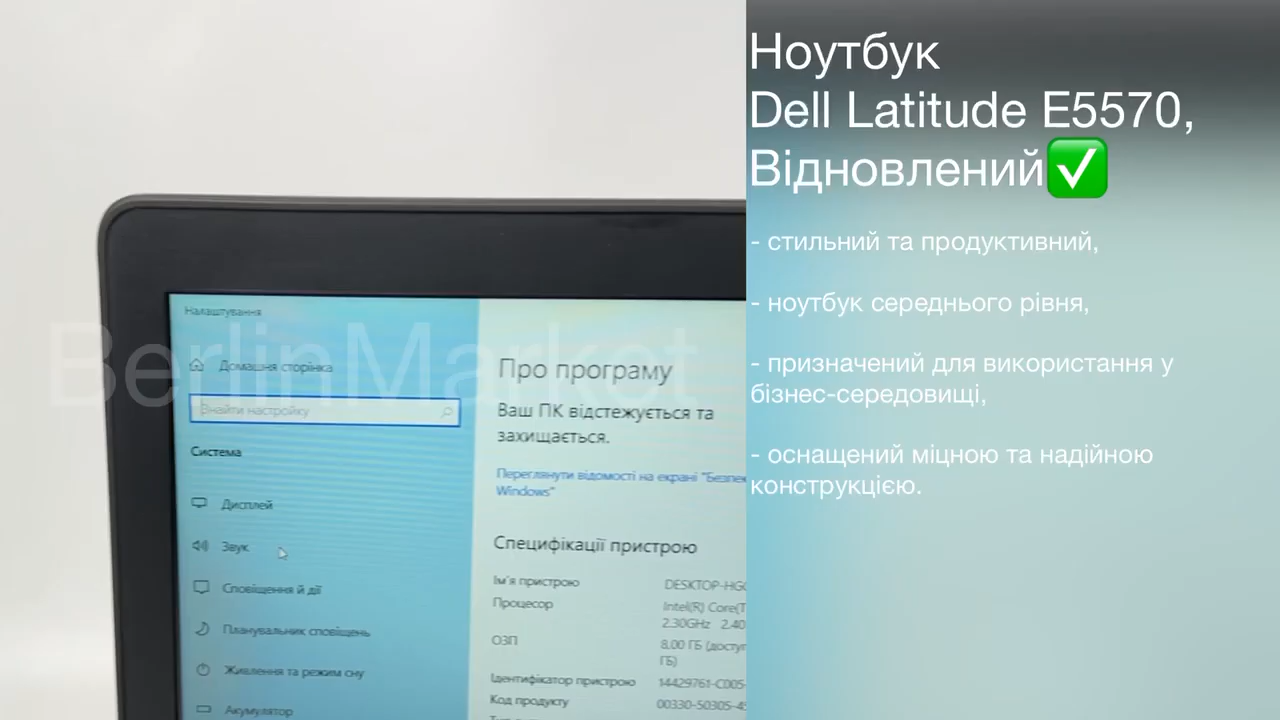 Ноутбук
Dell Latitude E5570,
Відновлений✅
- стильний та продуктивний,
- ноутбук середнього рівня,
- призначений для використання у
бізнес-середовищі,
- оснащений міцною та надійною
конструкцією.
BerlinMarket
Налаштування
Домашня сторінка
Знайти настройку
Система
Дисплей
Звук
Сповіщення й дії
Планувальник сповіщень
Живлення та режим сну
Акумулятор
Про програму
Ваш ПК відстежується та
захищається.
Переглянути відомості на екрані
Windows"
Специфікації пристрою
Ім'я пристрою
DESKTOP-HG
Процесор
Intel(R) Core(T
2.30GHz 2.40
ОЗП
8,00 ГБ (доступ
ГБ)
Ідентифікатор пристрою
14429761-C005-
Код продукту
00330-50305-45